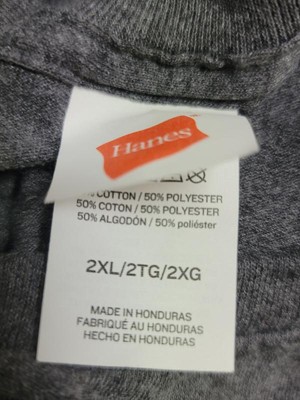 Hanes
COTTON / 50% POLYESTER
50% COTON / 50% POLYESTER
50% ALGODÓN / 50% poliéster
2XL/2TG/2XG
MADE IN HONDURAS
FABRIQUÉ AU HONDURAS
HECHO EN HONDURAS